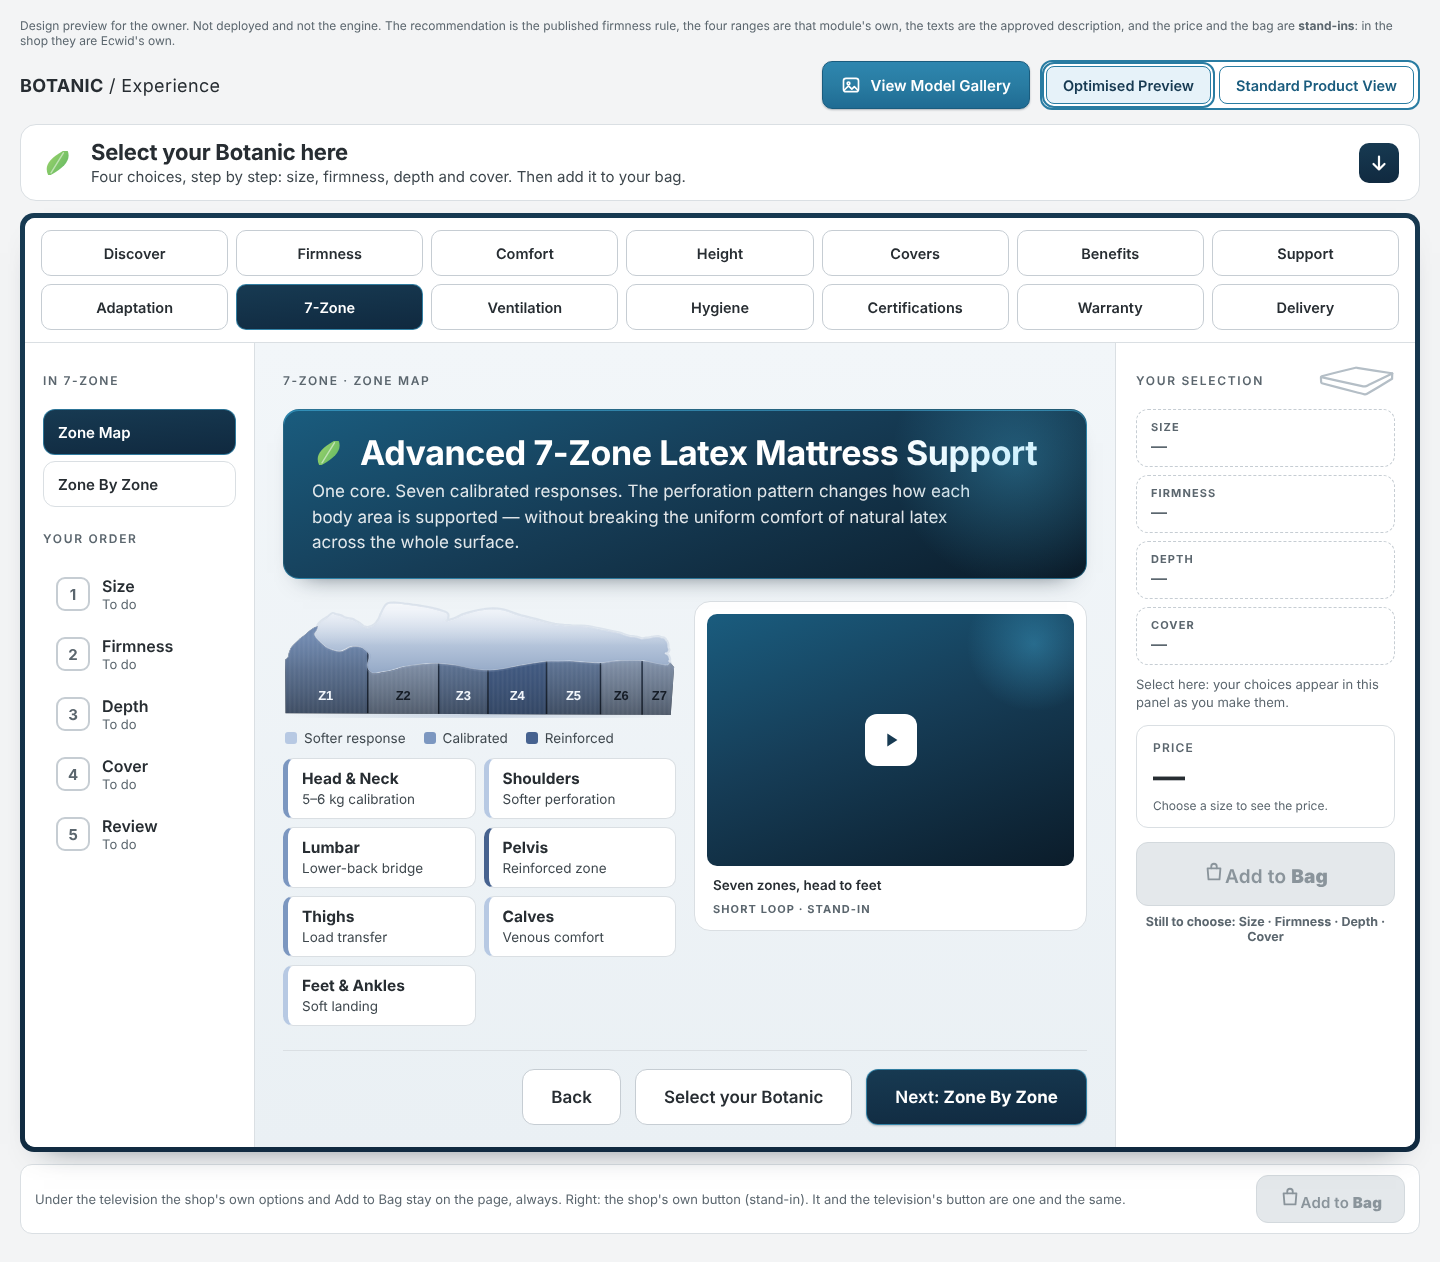 Design preview for the owner. Not deployed and not the engine. The recommendation is the published firmness rule, the four ranges are that module's own, the texts are the approved description, and the price and the bag are stand-ins: in the
shop they are Ecwid's own.
BOTANIC / Experience
View Model Gallery
Optimised Preview
Standard Product View
Select your Botanic here
Four choices, step by step: size, firmness, depth and cover. Then add it to your bag.
Discover
Firmness
Comfort
Height
Covers
Benefits
Support
Adaptation
7-Zone
Ventilation
Hygiene
Certifications
Warranty
Delivery
IN 7-ZONE
Zone Map
Zone By Zone
YOUR ORDER
1
Size
To do
2
Firmness
To do
3
Depth
To do
4
Cover
To do
5
Review
To do
7-ZONE · ZONE MAP
Advanced 7-Zone Latex Mattress Support
One core. Seven calibrated responses. The perforation pattern changes how each
body area is supported — without breaking the uniform comfort of natural latex
across the whole surface.
Z1
Z2
Z3
Z4
Z5
Z6
Z7
Softer response
Calibrated
Reinforced
Head & Neck
5–6 kg calibration
Shoulders
Softer perforation
Lumbar
Lower-back bridge
Pelvis
Reinforced zone
Thighs
Load transfer
Calves
Venous comfort
Feet & Ankles
Soft landing
Seven zones, head to feet
SHORT LOOP · STAND-IN
Back
Select your Botanic
Next: Zone By Zone
YOUR SELECTION
SIZE
—
FIRMNESS
—
DEPTH
—
COVER
—
Select here: your choices appear in this
panel as you make them.
PRICE
—
Choose a size to see the price.
Add to Bag
Still to choose: Size · Firmness · Depth ·
Cover
Under the television the shop's own options and Add to Bag stay on the page, always. Right: the shop's own button (stand-in). It and the television's button are one and the same.
Add to Bag